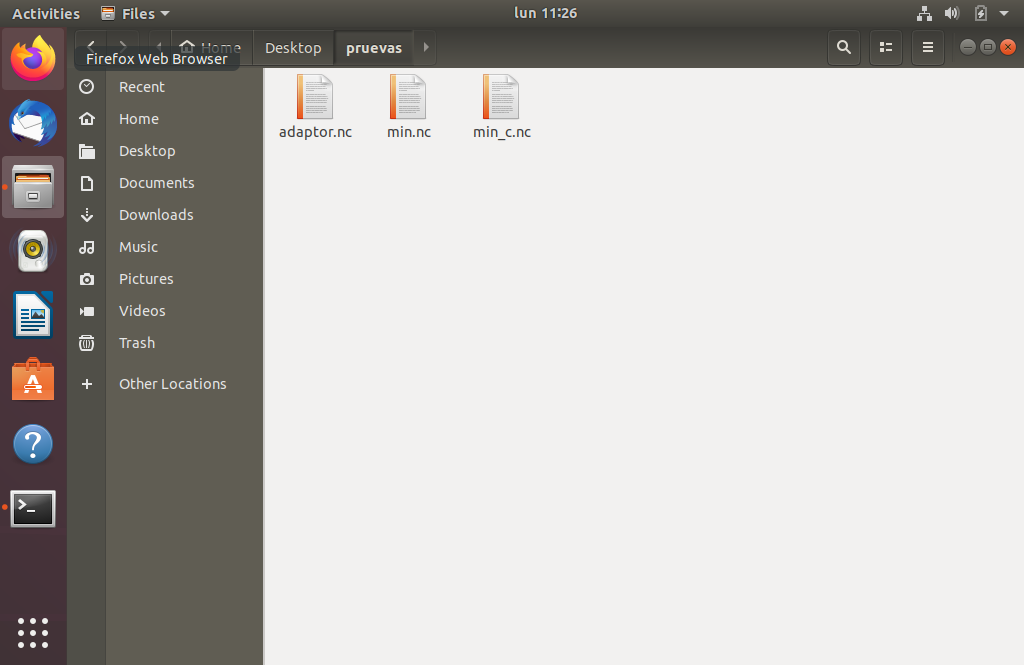 Activities Files lun 11:26
Home Desktop pruevas
Firefox Web Browser
Recent
Home
Desktop
Documents
Downloads
Music
Pictures
Videos
Trash
Other Locations
adaptor.nc min.nc min_c.nc